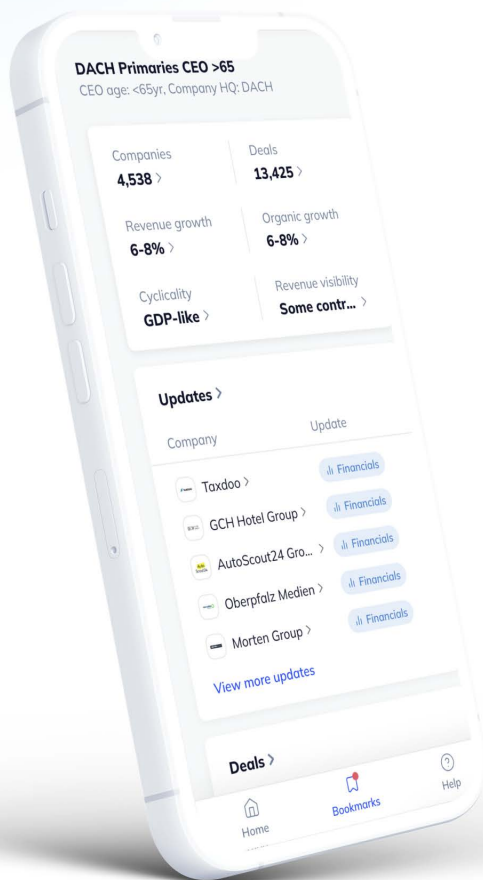 DACH Primaries CEO >65
CEO age: <65yr, Company HQ: DACH
Companies
Deals
4,538 >
13,425 >
Revenue growth
Organic growth
6-8% >
6-8% >
Cyclicality
Revenue visibility
GDP-like >
Some contr... >
Updates >
Company
Update
Taxdoo >
Financials
GCH Hotel Group >
Financials
AutoScout24 Gro... >
Financials
Oberpfalz Medien >
Financials
Morten Group >
Financials
View more updates
Deals >
Home
Bookmarks
Help